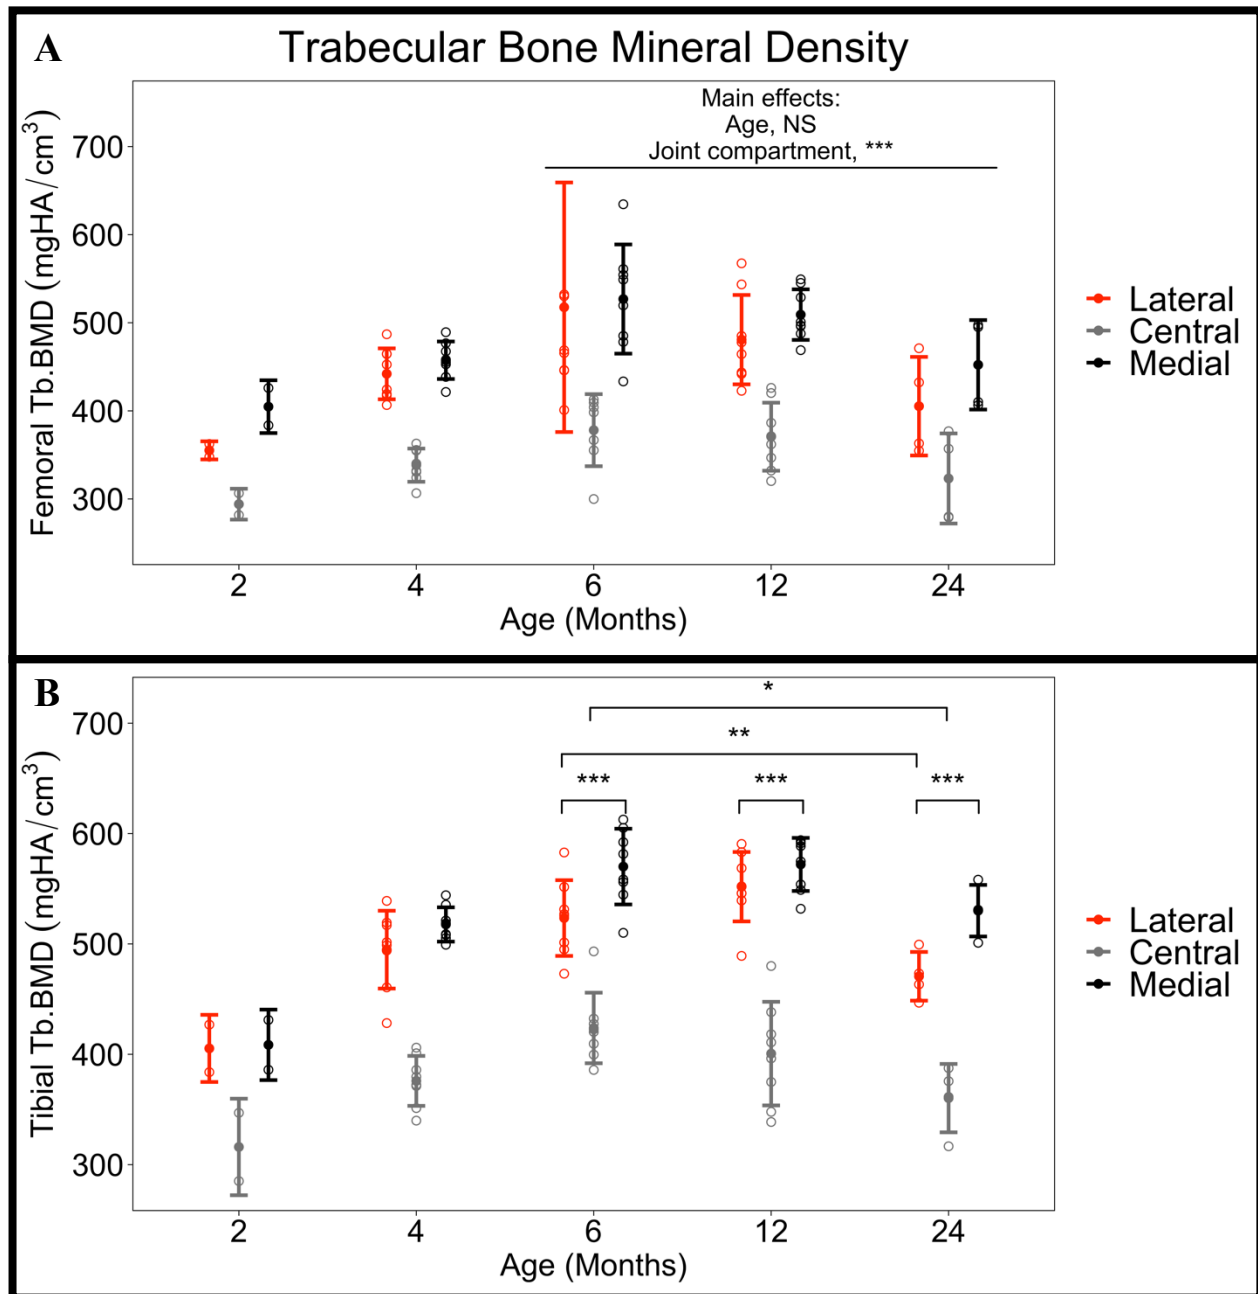 A
Trabecular Bone Mineral Density
Main effects:
Age, NS
Joint compartment, ***
Femoral Tb.BMD (mgHA/cm³)
700
600
500
400
300
2 4 6 12 24
Age (Months)
Lateral
Central
Medial
B
*
**
*** *** ***
Tibial Tb.BMD (mgHA/cm³)
700
600
500
400
300
2 4 6 12 24
Age (Months)
Lateral
Central
Medial